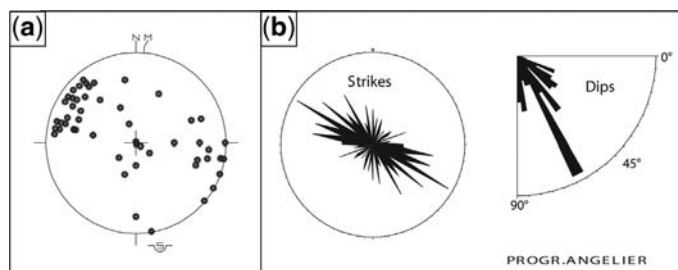 (a)
N M
S
(b)
Strikes
Dips
0°
45°
90°
PROGR.ANGELIER